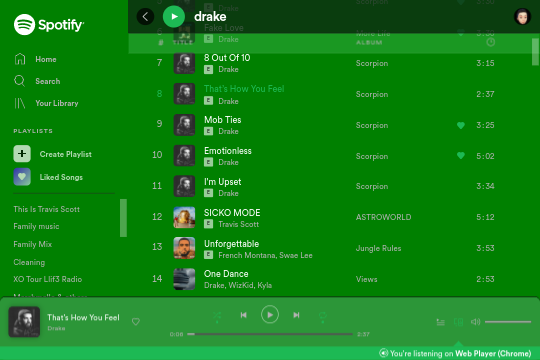 Spotify
drake
Home
Search
Your Library
PLAYLISTS
Create Playlist
Liked Songs
This Is Travis Scott
Family music
Family Mix
Cleaning
XO Tour Llif3 Radio
# TITLE ALBUM
Fake Love
E Drake
7 8 Out Of 10 Scorpion 3:15
E Drake
8 That's How You Feel Scorpion 2:37
E Drake
9 Mob Ties Scorpion 3:25
E Drake
10 Emotionless Scorpion 5:02
E Drake
11 I'm Upset Scorpion 3:34
E Drake
12 SICKO MODE ASTROWORLD 5:12
E Travis Scott
13 Unforgettable Jungle Rules 3:53
E French Montana, Swae Lee
14 One Dance Views 2:53
Drake, WizKid, Kyla
That's How You Feel
Drake
0:08 2:37
You're listening on Web Player (Chrome)